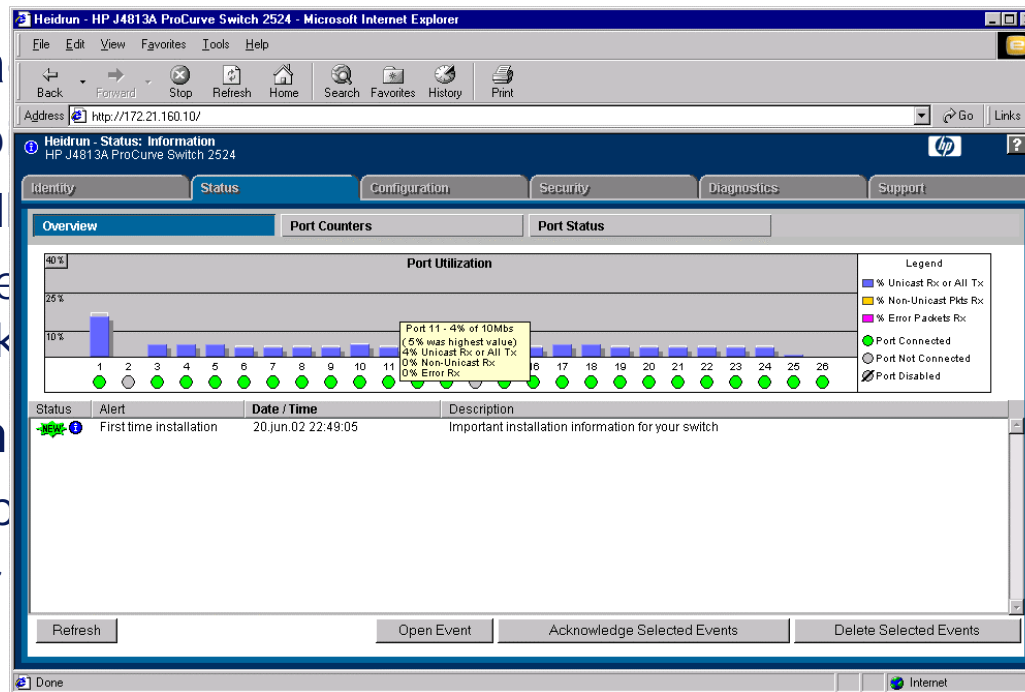 Heidrun - HP J4813A ProCurve Switch 2524 - Microsoft Internet Explorer
File Edit View Favorites Tools Help
Back Forward Stop Refresh Home Search Favorites History Print
Address http://172.21.160.10/ Go Links
Heidrun - Status: Information
HP J4813A ProCurve Switch 2524
hp ?
Identity Status Configuration Security Diagnostics Support
Overview Port Counters Port Status
Port Utilization
40 %
25 %
10 %
Port 11 - 4% of 10Mbs
(5% was highest value)
4% Unicast Rx or All Tx
0% Non-Unicast Rx
0% Error Rx
1 2 3 4 5 6 7 8 9 10 11 16 17 18 19 20 21 22 23 24 25 26
Legend
% Unicast Rx or All Tx
% Non-Unicast Pkts Rx
% Error Packets Rx
Port Connected
Port Not Connected
Port Disabled
Status Alert Date / Time Description
NEW First time installation 20.jun.02 22:49:05 Important installation information for your switch
Refresh Open Event Acknowledge Selected Events Delete Selected Events
Done Internet